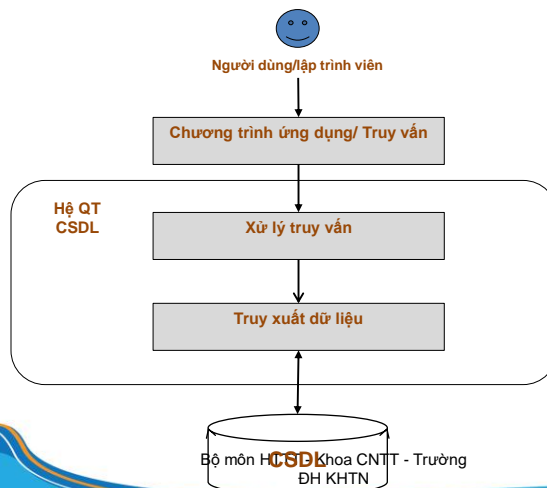 Người dùng/lập trình viên
Chương trình ứng dụng/ Truy vấn
Hệ QT
CSDL
Xử lý truy vấn
Truy xuất dữ liệu
CSDL
Bộ môn HTTT - Khoa CNTT - Trường
ĐH KHTN